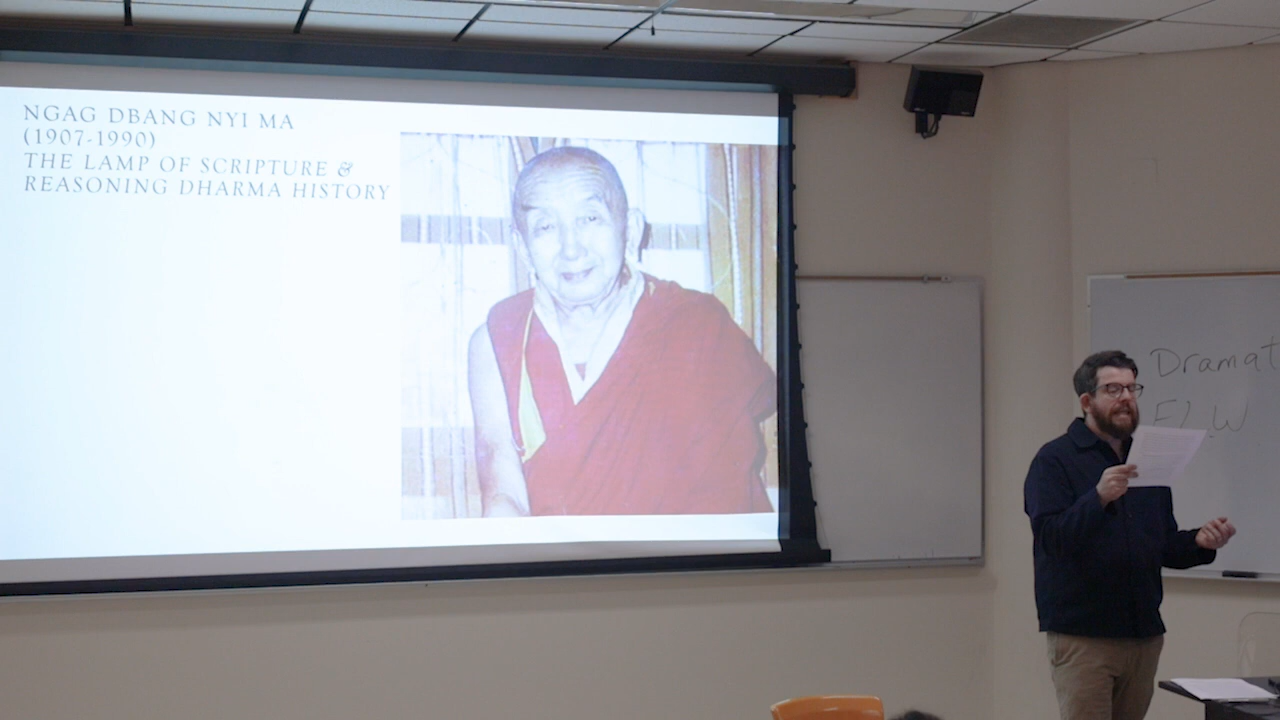 NGAG DBANG NYI MA
(1907-1990)
THE LAMP OF SCRIPTURE &
REASONING DHARMA HISTORY
Dramat